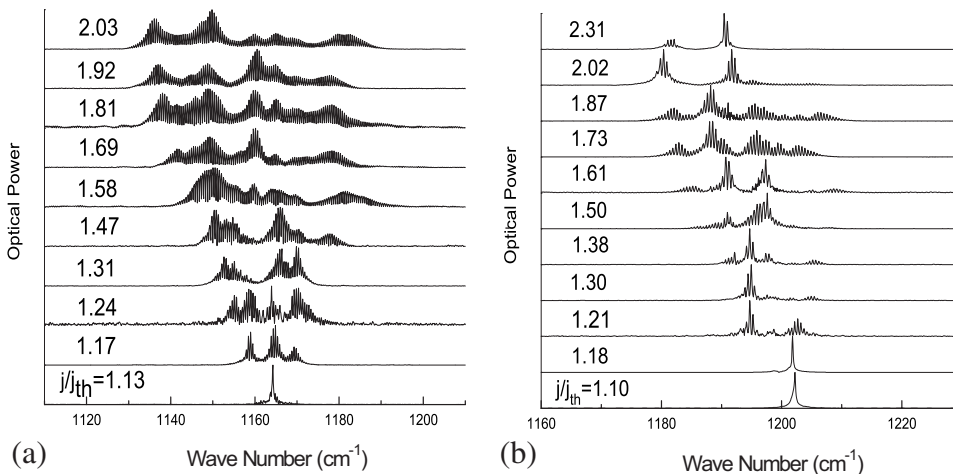 2.03
1.92
1.81
1.69
1.58
1.47
1.31
1.24
1.17
j/jth=1.13
Optical Power
1120 1140 1160 1180 1200
(a) Wave Number (cm-1)
2.31
2.02
1.87
1.73
1.61
1.50
1.38
1.30
1.21
1.18
j/jth=1.10
Optical Power
1160 1180 1200 1220
(b) Wave Number (cm-1)